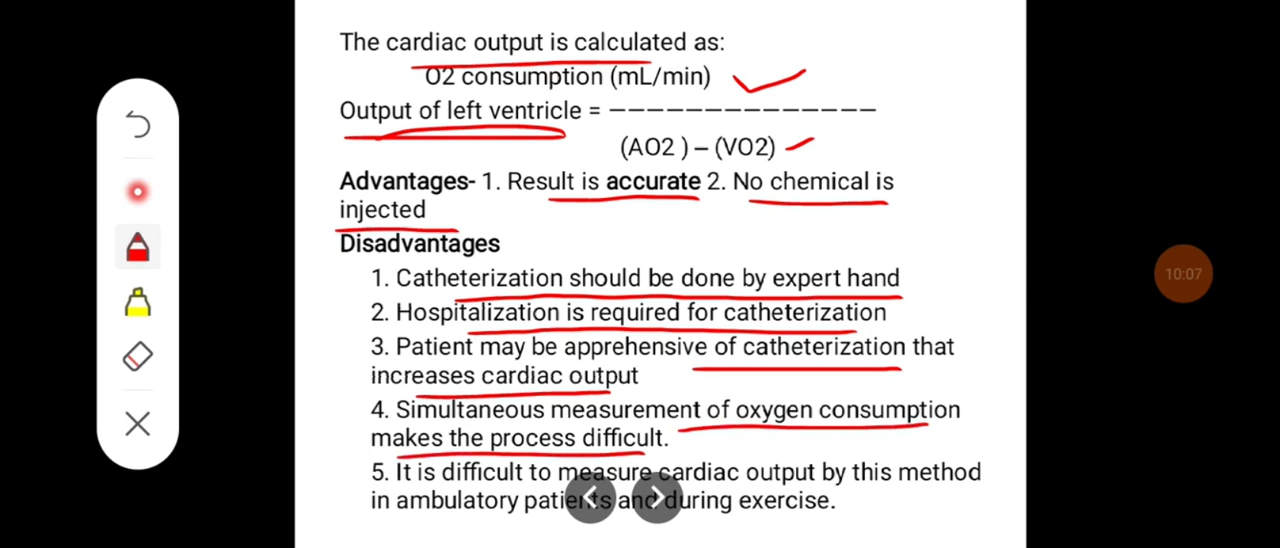 The cardiac output is calculated as:
O2 consumption (mL/min)
Output of left ventricle = ––––––––––––––
(AO2 ) – (VO2)
Advantages- 1. Result is accurate 2. No chemical is
injected
Disadvantages
1. Catheterization should be done by expert hand
2. Hospitalization is required for catheterization
3. Patient may be apprehensive of catheterization that
increases cardiac output
4. Simultaneous measurement of oxygen consumption
makes the process difficult.
5. It is difficult to measure cardiac output by this method
in ambulatory patients and during exercise.
10:07